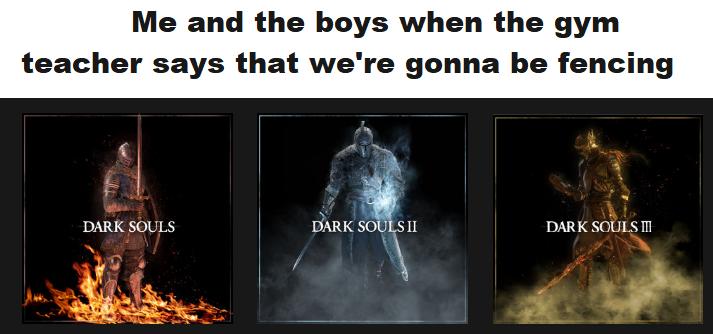 Me and the boys when the gym
teacher says that we're gonna be fencing
DARK SOULS
DARK SOULS II
DARK SOULS III